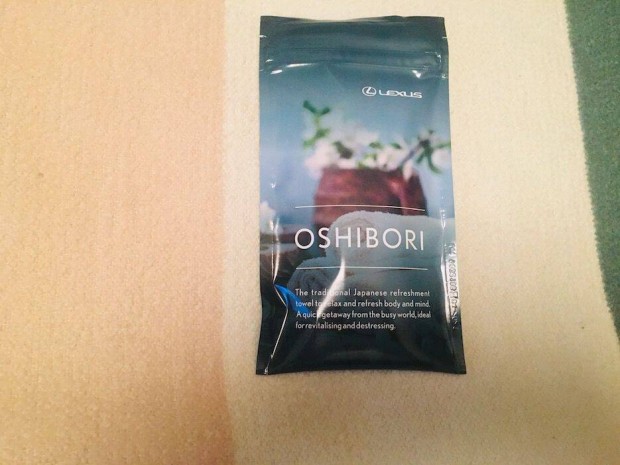 LEXUS
OSHIBORI
The traditional Japanese refreshment
towel to relax and refresh body and mind.
A quick getaway from the busy world, ideal
for revitalising and destressing.